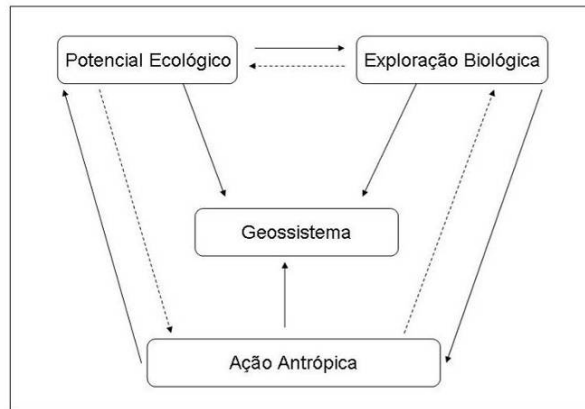 Potencial Ecológico
Exploração Biológica
Geossistema
Ação Antrópica